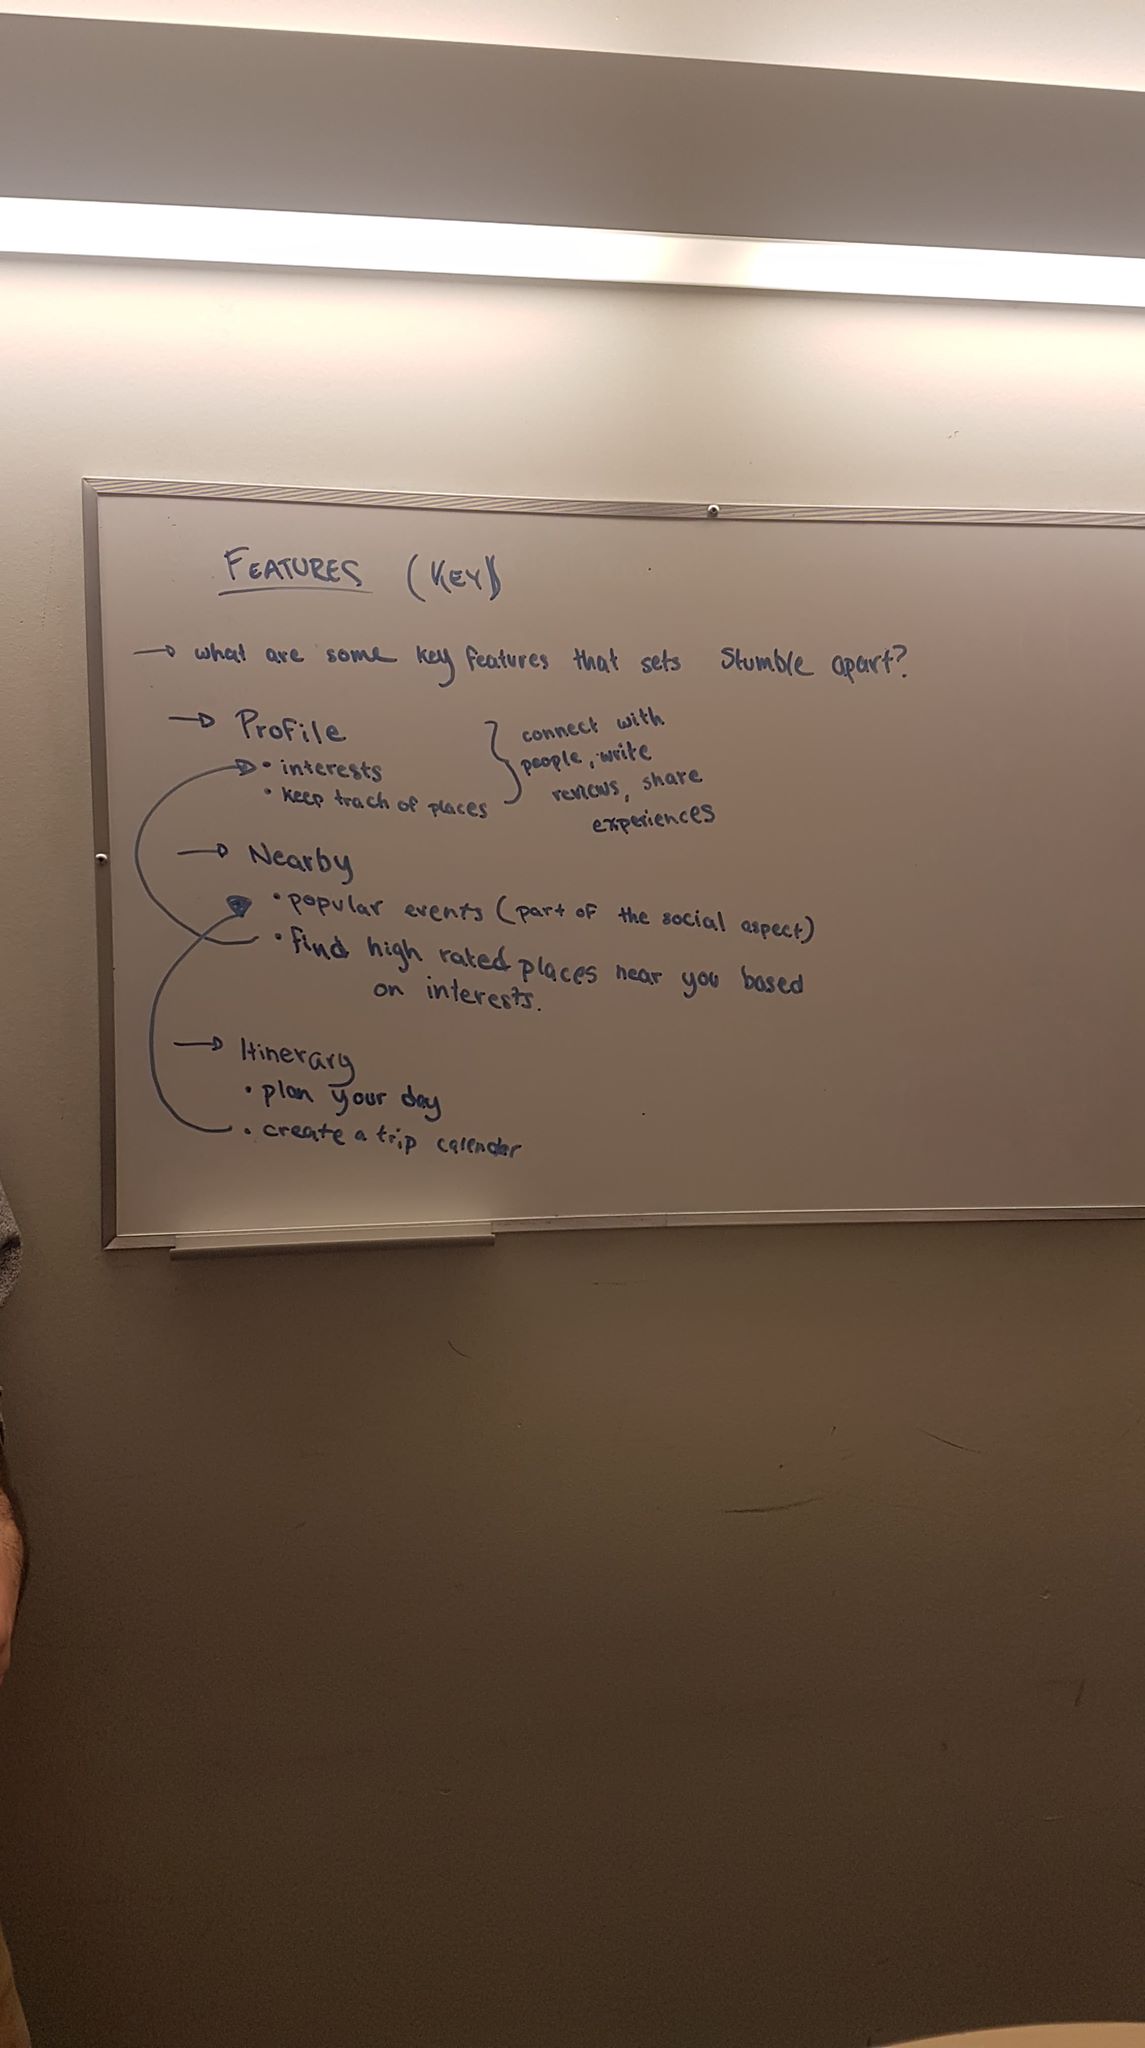 FEATURES (KEY)
→ what are some key features that sets Stumble apart?
→ Profile
• interests
• keep trach of places
connect with
people, write
reviews, share
experiences
→ Nearby
• popular events (part of the social aspect)
• find high rated places near you based
on interests.
→ Itinerary
• plan your day
• create a trip calender